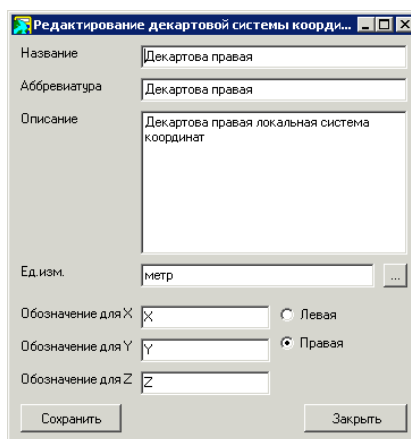 Редактирование декартовой системы коорди...
Название Декартова правая
Аббревиатура Декартова правая
Описание Декартова правая локальная система
координат
Ед.изм. метр ...
Обозначение для X X Левая
Обозначение для Y Y Правая
Обозначение для Z Z
Сохранить Закрыть